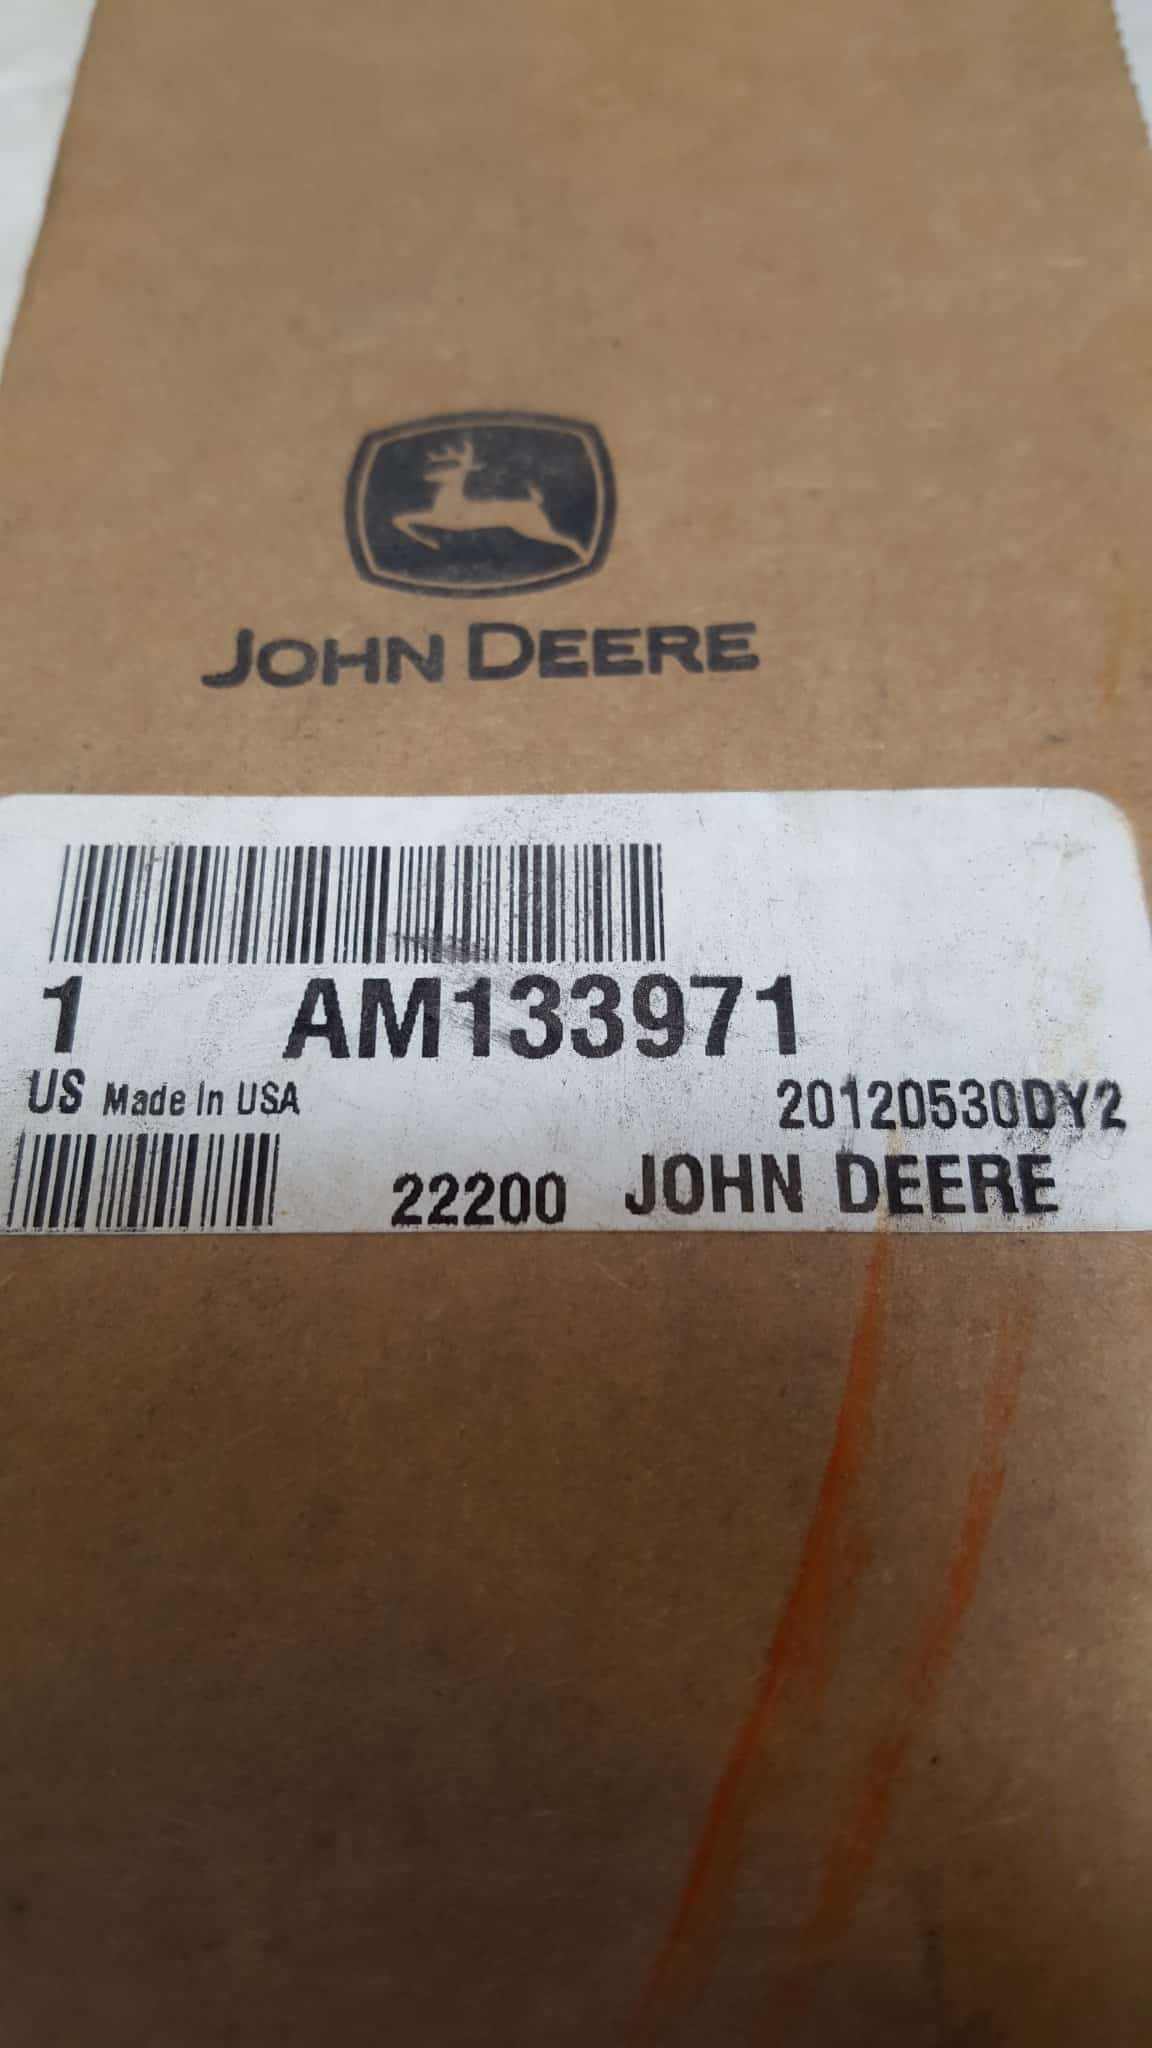 JOHN DEERE
1 AM133971
US Made In USA 20120530DY2
22200 JOHN DEERE